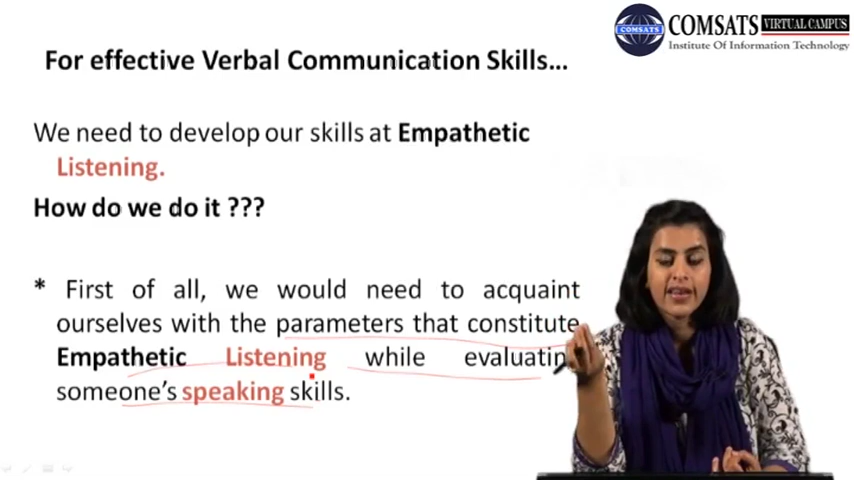 COMSATS VIRTUAL CAMPUS
Institute Of Information Technology
For effective Verbal Communication Skills...
We need to develop our skills at Empathetic
Listening.
How do we do it ???
* First of all, we would need to acquaint
ourselves with the parameters that constitute
Empathetic Listening while evaluatin
someone's speaking skills.